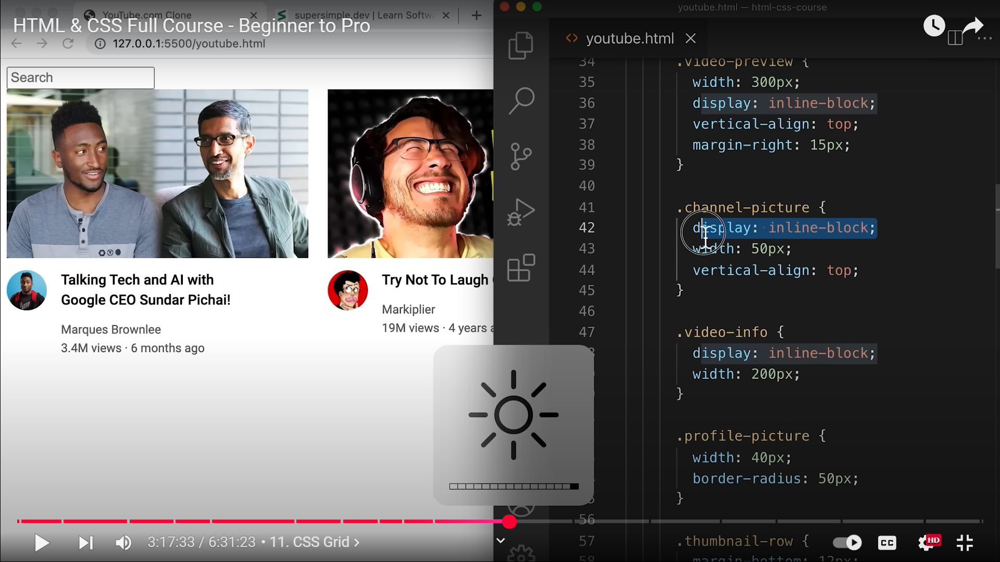 YouTube.com Clone
supersimple.dev | Learn Softw
HTML & CSS Full Course - Beginner to Pro
127.0.0.1:5500/youtube.html
Search
Talking Tech and AI with
Google CEO Sundar Pichai!
Marques Brownlee
3.4M views · 6 months ago
Try Not To Laugh
Markiplier
19M views · 4 years a
youtube.html — html-css-course
youtube.html
34 .video-preview {
35 width: 300px;
36 display: inline-block;
37 vertical-align: top;
38 margin-right: 15px;
39 }
40
41 .channel-picture {
42 display: inline-block;
43 width: 50px;
44 vertical-align: top;
45 }
46
47 .video-info {
display: inline-block;
width: 200px;
}
.profile-picture {
width: 40px;
border-radius: 50px;
}
56
57 .thumbnail-row {
58 margin-bottom: 12px;
3:17:33 / 6:31:23 • 11. CSS Grid ›
CC
HD